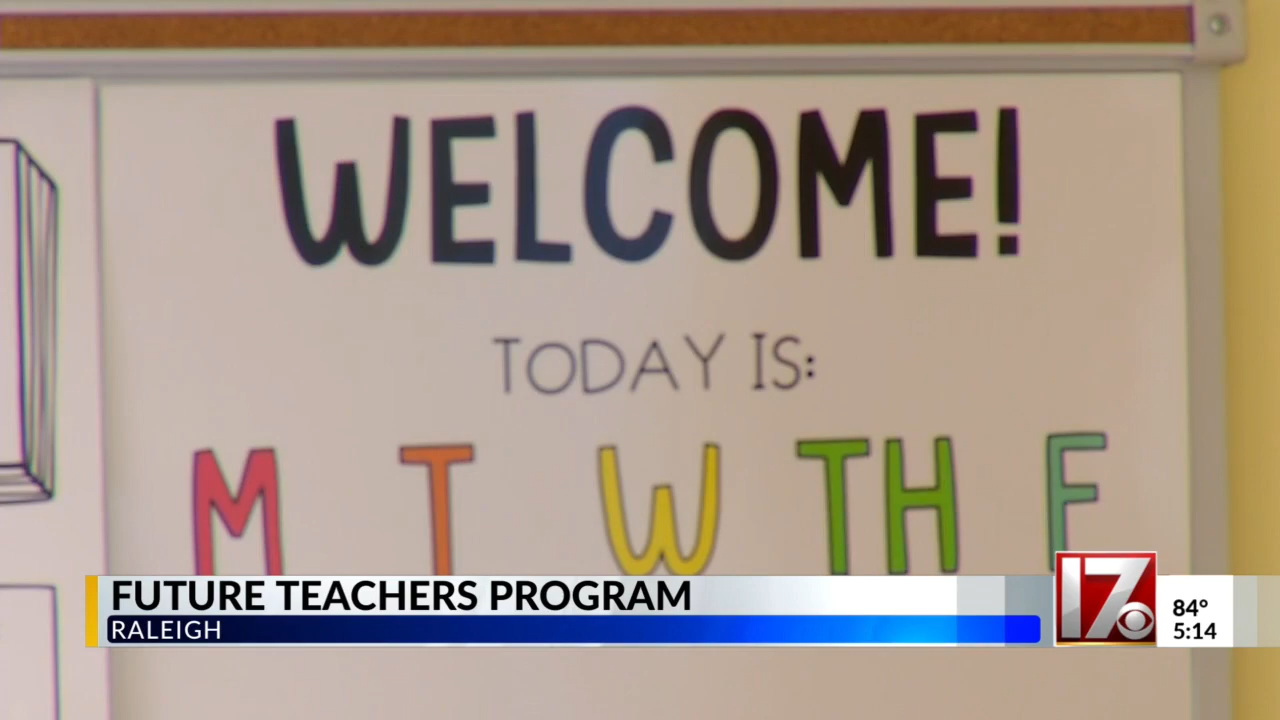 WELCOME!
TODAY IS:
M T W TH F
FUTURE TEACHERS PROGRAM
RALEIGH
17
84°
5:14